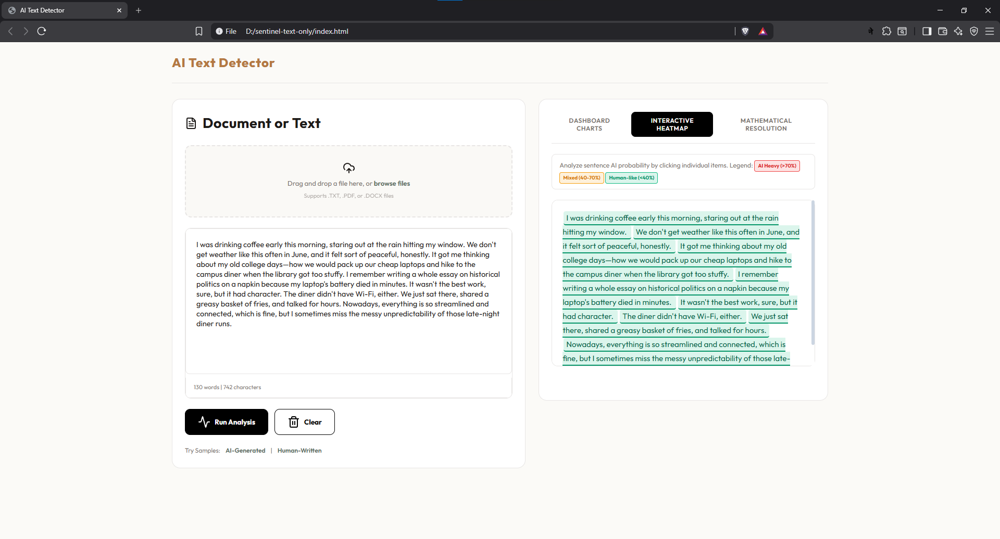 AI Text Detector
File D:/sentinel-text-only/index.html
AI Text Detector
Document or Text
Drag and drop a file here, or browse files
Supports .TXT, .PDF, or .DOCX files
I was drinking coffee early this morning, staring out at the rain hitting my window. We don't
get weather like this often in June, and it felt sort of peaceful, honestly. It got me thinking
about my old college days—how we would pack up our cheap laptops and hike to the
campus diner when the library got too stuffy. I remember writing a whole essay on historical
politics on a napkin because my laptop's battery died in minutes. It wasn't the best work,
sure, but it had character. The diner didn't have Wi-Fi, either. We just sat there, shared a
greasy basket of fries, and talked for hours. Nowadays, everything is so streamlined and
connected, which is fine, but I sometimes miss the messy unpredictability of those late-night
diner runs.
130 words | 742 characters
Run Analysis
Clear
Try Samples: AI-Generated | Human-Written
DASHBOARD
CHARTS
INTERACTIVE
HEATMAP
MATHEMATICAL
RESOLUTION
Analyze sentence AI probability by clicking individual items. Legend: AI Heavy (>70%)
Mixed (40-70%) Human-like (<40%)
I was drinking coffee early this morning, staring out at the rain
hitting my window. We don't get weather like this often in June, and
it felt sort of peaceful, honestly. It got me thinking about my old
college days—how we would pack up our cheap laptops and hike to
the campus diner when the library got too stuffy. I remember
writing a whole essay on historical politics on a napkin because my
laptop's battery died in minutes. It wasn't the best work, sure, but it
had character. The diner didn't have Wi-Fi, either. We just sat
there, shared a greasy basket of fries, and talked for hours.
Nowadays, everything is so streamlined and connected, which is
fine, but I sometimes miss the messy unpredictability of those late-